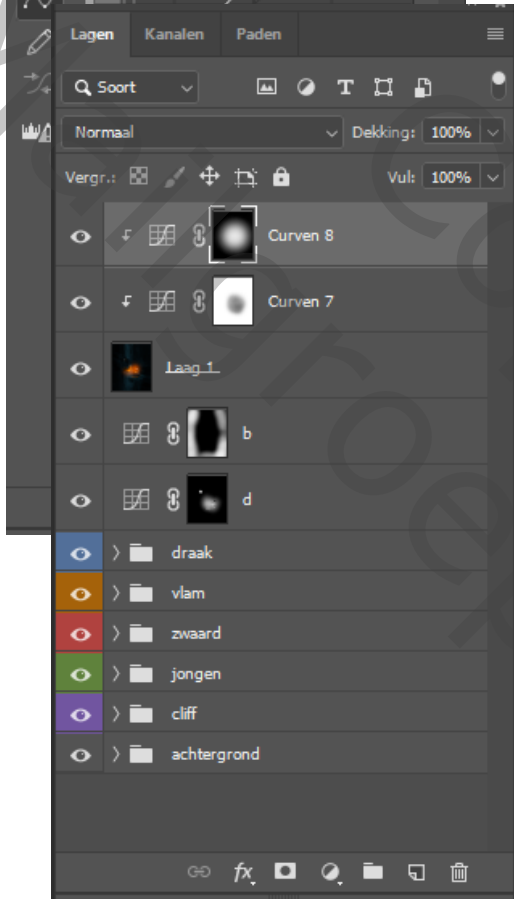 Lagen Kanalen Paden
Soort
Normaal Dekking: 100%
Vergr.: Vul: 100%
Curven 8
Curven 7
Laag 1
b
d
draak
vlam
zwaard
jongen
cliff
achtergrond
fx